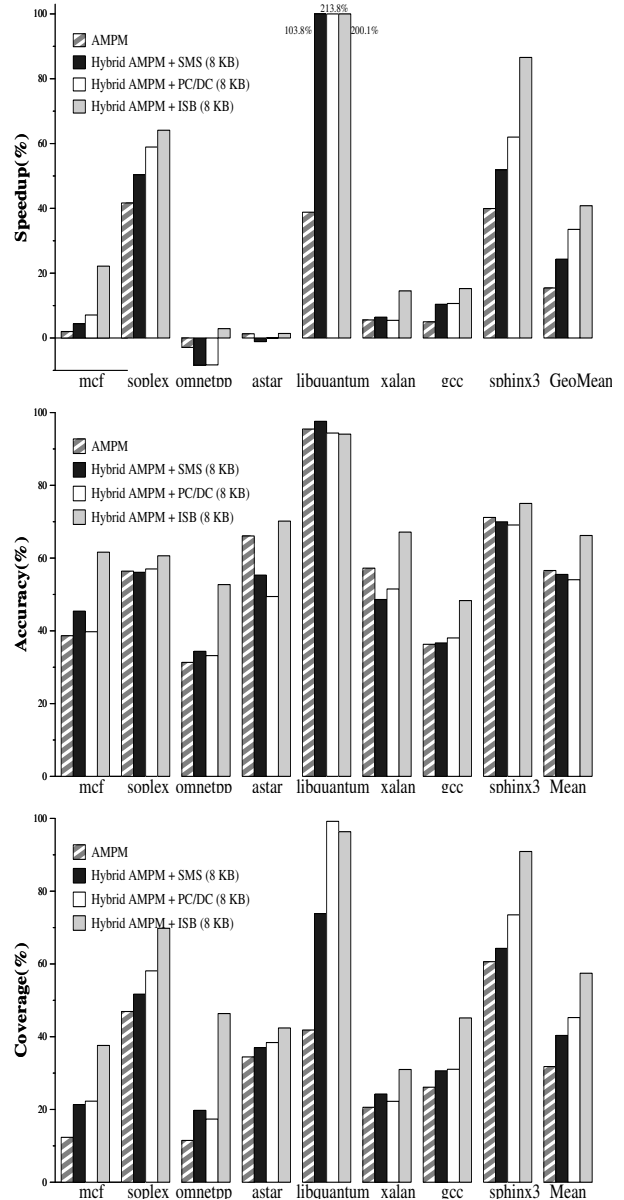 213.8%
103.8%
200.1%
100
80
60
40
20
0
Speedup(%)
AMPM
Hybrid AMPM + SMS (8 KB)
Hybrid AMPM + PC/DC (8 KB)
Hybrid AMPM + ISB (8 KB)
mcf soplex omnetpp astar libquantum xalan gcc sphinx3 GeoMean
100
80
60
40
20
0
Accuracy(%)
AMPM
Hybrid AMPM + SMS (8 KB)
Hybrid AMPM + PC/DC (8 KB)
Hybrid AMPM + ISB (8 KB)
mcf soplex omnetpp astar libquantum xalan gcc sphinx3 Mean
100
80
60
40
20
0
Coverage(%)
AMPM
Hybrid AMPM + SMS (8 KB)
Hybrid AMPM + PC/DC (8 KB)
Hybrid AMPM + ISB (8 KB)
mcf soplex omnetpp astar libquantum xalan gcc sphinx3 Mean